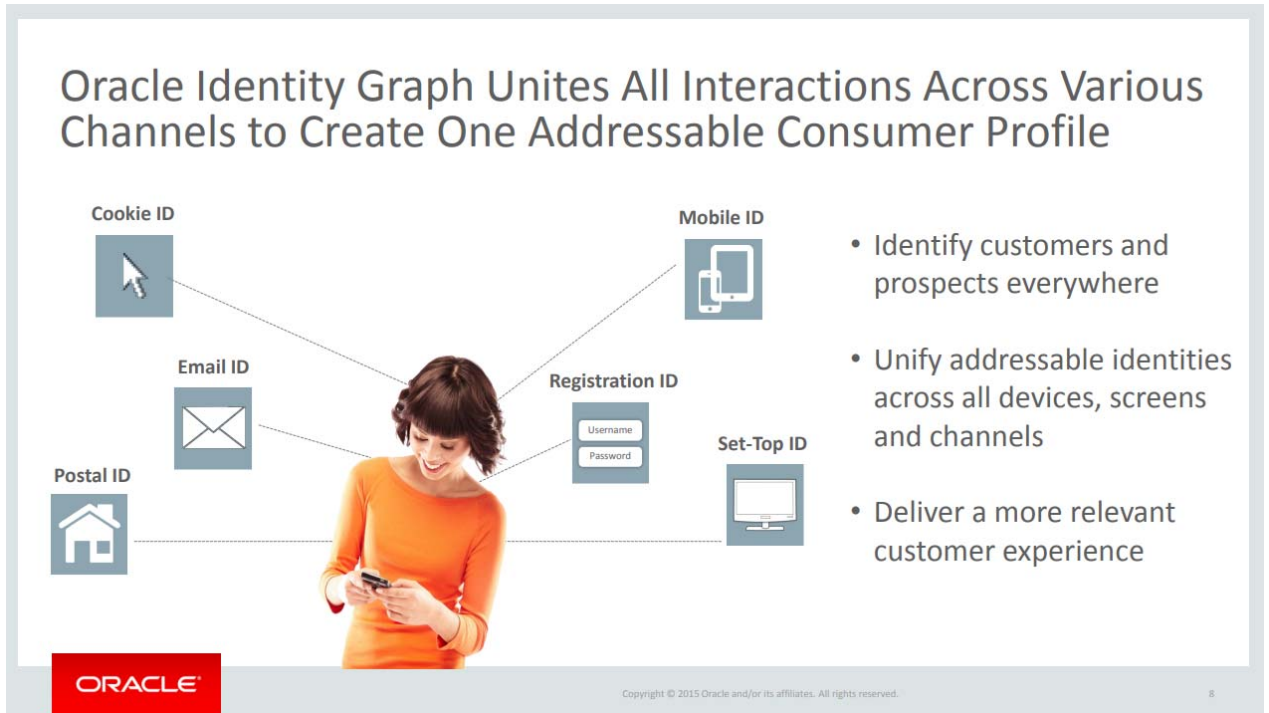 Oracle Identity Graph Unites All Interactions Across Various
Channels to Create One Addressable Consumer Profile
Cookie ID
Mobile ID
Email ID
Registration ID
Username
Password
Set-Top ID
Postal ID
• Identify customers and
prospects everywhere
• Unify addressable identities
across all devices, screens
and channels
• Deliver a more relevant
customer experience
ORACLE®
Copyright © 2015 Oracle and/or its affiliates. All rights reserved.
8